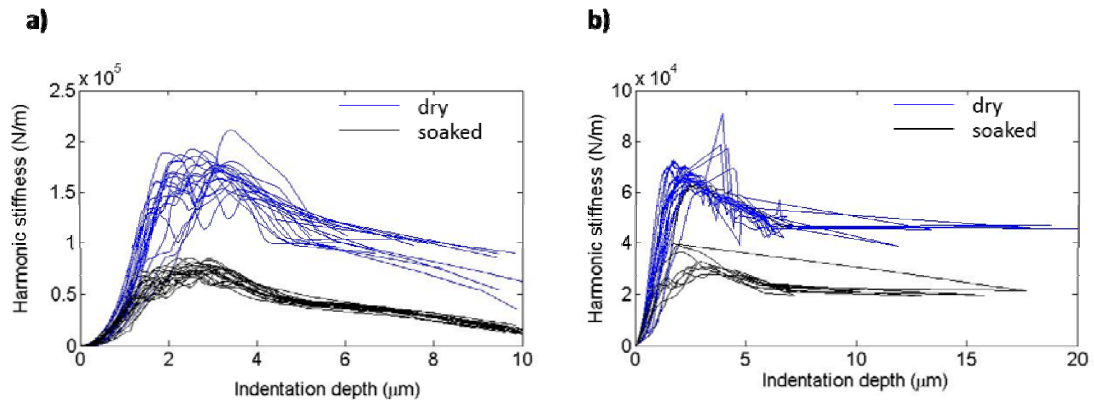 a)
x 10^5
2.5
2
1.5
1
0.5
0
0 2 4 6 8 10
Harmonic stiffness (N/m)
Indentation depth (μm)
dry
soaked
b)
x 10^4
10
8
6
4
2
0
0 5 10 15 20
Harmonic stiffness (N/m)
Indentation depth (μm)
dry
soaked